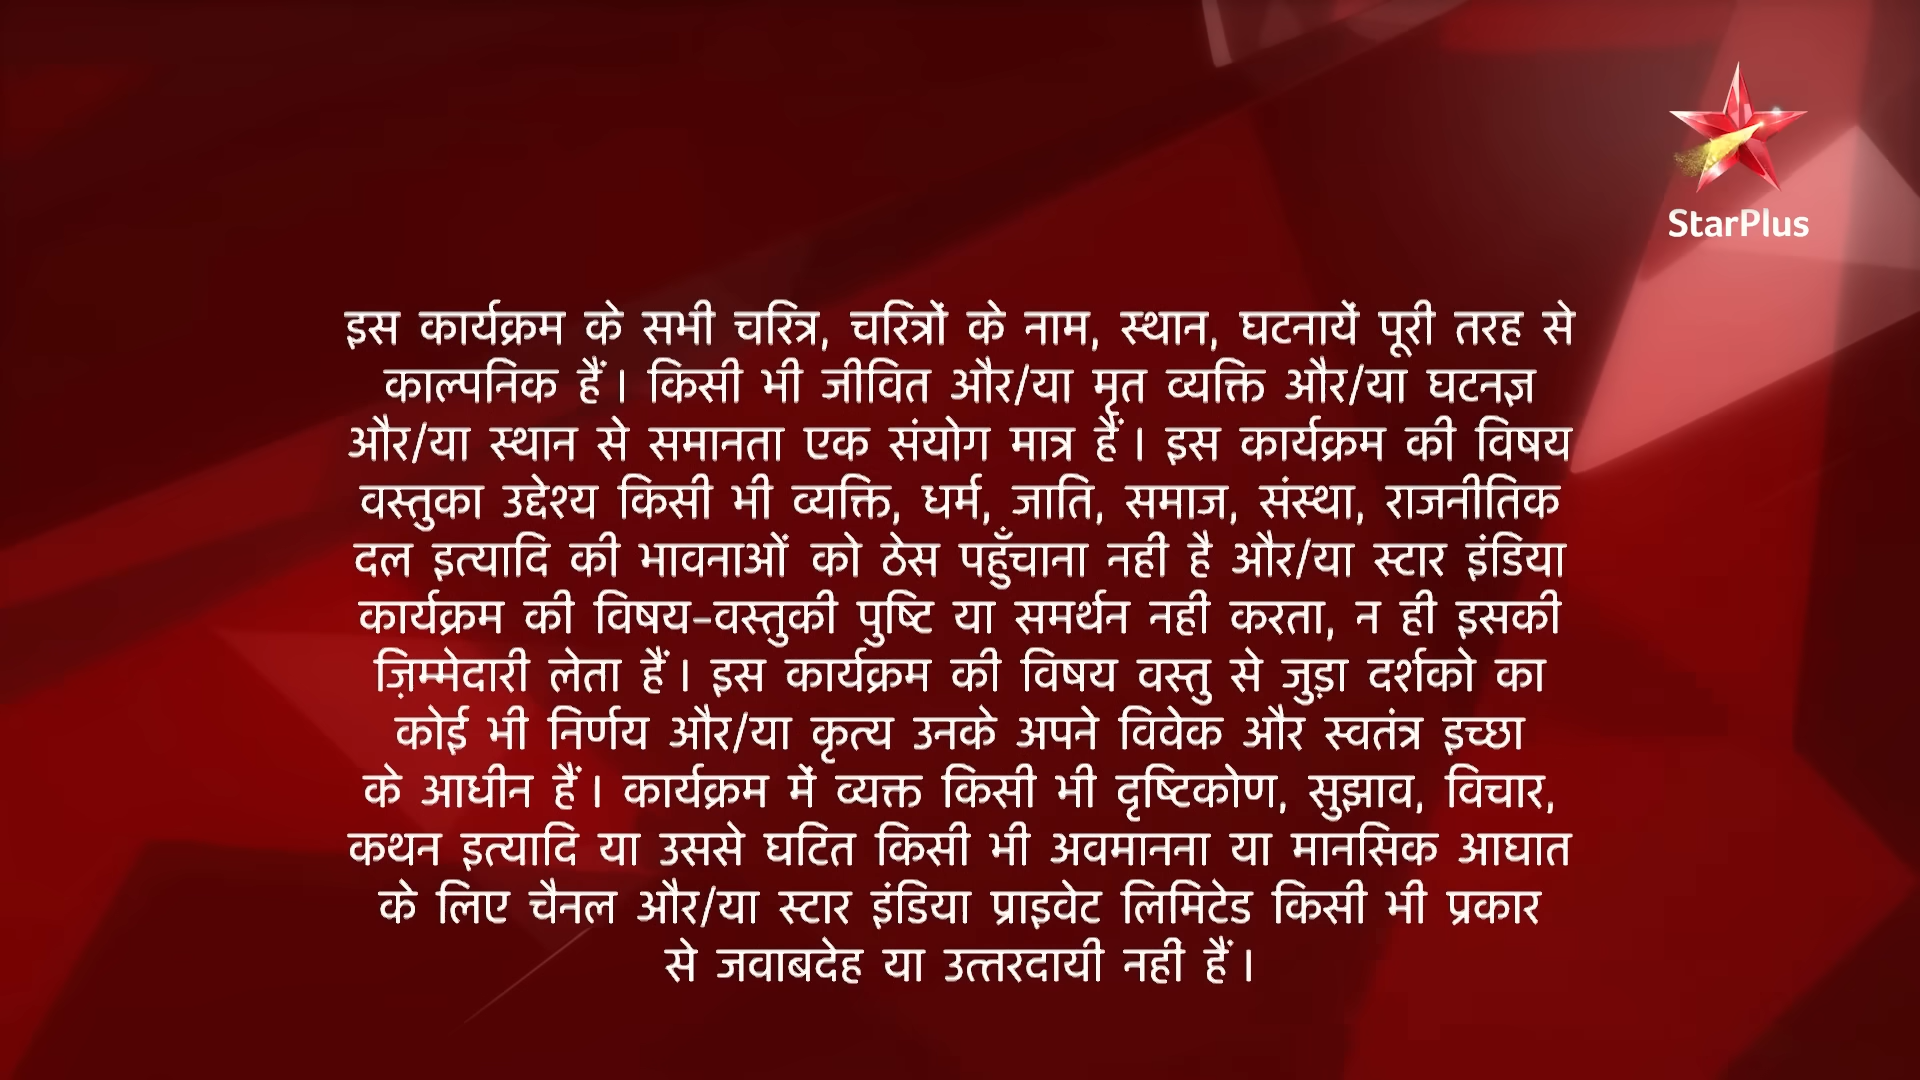 StarPlus
इस कार्यक्रम के सभी चरित्र, चरित्रों के नाम, स्थान, घटनायें पूरी तरह से
काल्पनिक हैं। किसी भी जीवित और/या मृत व्यक्ति और/या घटनज्ञ
और/या स्थान से समानता एक संयोग मात्र हैं। इस कार्यक्रम की विषय
वस्तुका उद्देश्य किसी भी व्यक्ति, धर्म, जाति, समाज, संस्था, राजनीतिक
दल इत्यादि की भावनाओं को ठेस पहुँचाना नही है और/या स्टार इंडिया
कार्यक्रम की विषय-वस्तुकी पुष्टि या समर्थन नही करता, न ही इसकी
ज़िम्मेदारी लेता हैं। इस कार्यक्रम की विषय वस्तु से जुड़ा दर्शको का
कोई भी निर्णय और/या कृत्य उनके अपने विवेक और स्वतंत्र इच्छा
के आधीन हैं। कार्यक्रम में व्यक्त किसी भी दृष्टिकोण, सुझाव, विचार,
कथन इत्यादि या उससे घटित किसी भी अवमानना या मानसिक आघात
के लिए चैनल और/या स्टार इंडिया प्राइवेट लिमिटेड किसी भी प्रकार
से जवाबदेह या उत्तरदायी नही हैं।